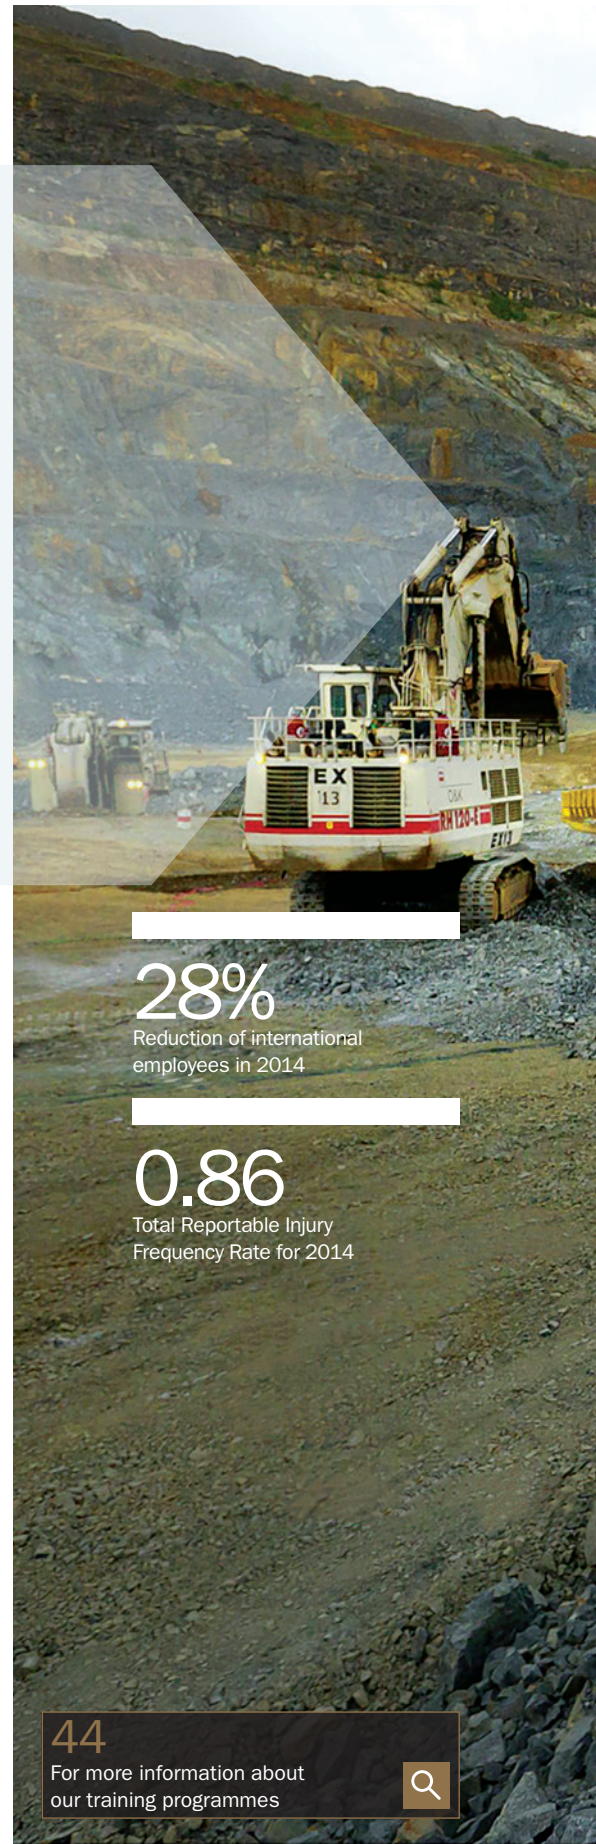 EX
13
O&K
RH120-E
EX13
28%
Reduction of international
employees in 2014
0.86
Total Reportable Injury
Frequency Rate for 2014
44
For more information about
our training programmes